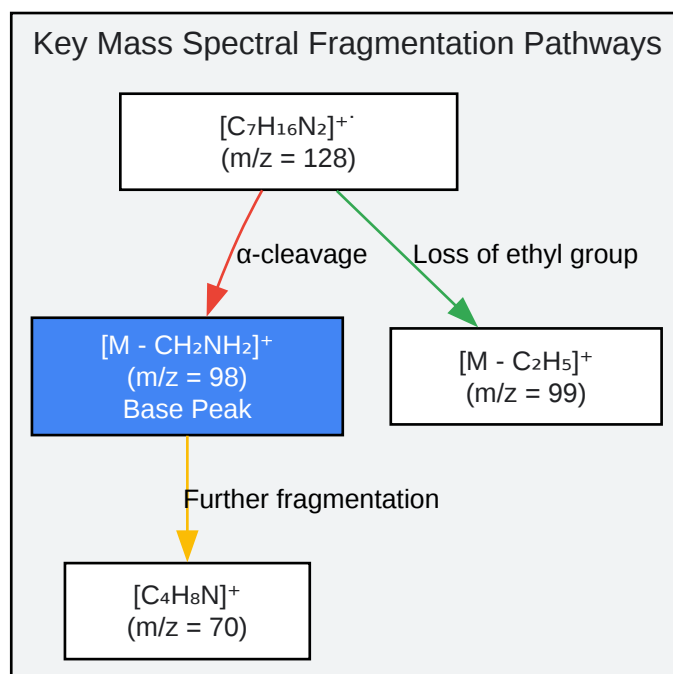 Key Mass Spectral Fragmentation Pathways
[C₇H₁₆N₂]⁺˙
(m/z = 128)
α-cleavage
Loss of ethyl group
[M - CH₂NH₂]⁺
(m/z = 98)
Base Peak
[M - C₂H₅]⁺
(m/z = 99)
Further fragmentation
[C₄H₈N]⁺
(m/z = 70)